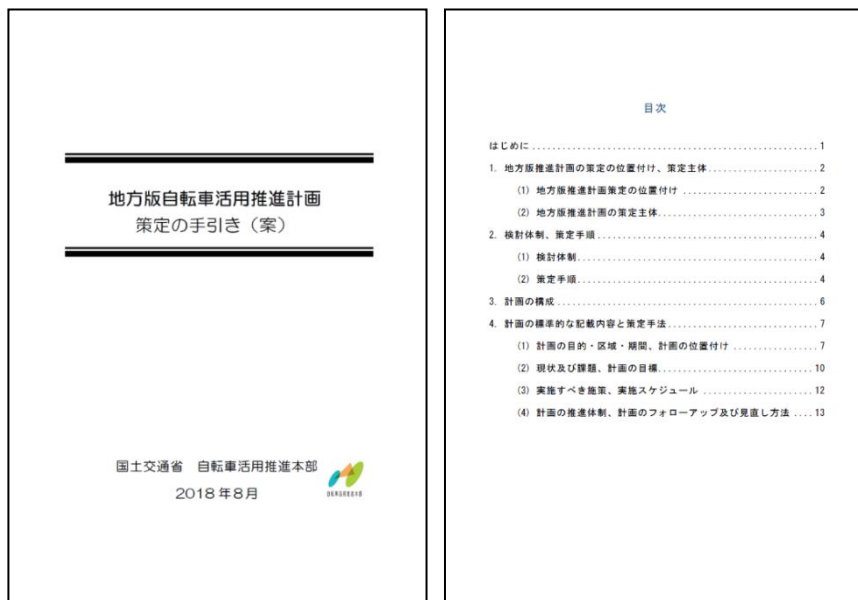 地方版自転車活用推進計画
策定の手引き（案）
国土交通省　自転車活用推進本部
2018年8月
自転車活用推進本部
目次
はじめに ................................................ 1
1. 地方版推進計画の策定の位置付け、策定主体 ................ 2
(1) 地方版推進計画策定の位置付け ................ 2
(2) 地方版推進計画の策定主体 ................ 3
2. 検討体制、策定手順 ................ 4
(1) 検討体制 ................ 4
(2) 策定手順 ................ 4
3. 計画の構成 ................ 6
4. 計画の標準的な記載内容と策定手法 ................ 7
(1) 計画の目的・区域・期間、計画の位置付け ................ 7
(2) 現状及び課題、計画の目標 ................ 10
(3) 実施すべき施策、実施スケジュール ................ 12
(4) 計画の推進体制、計画のフォローアップ及び見直し方法 .... 13